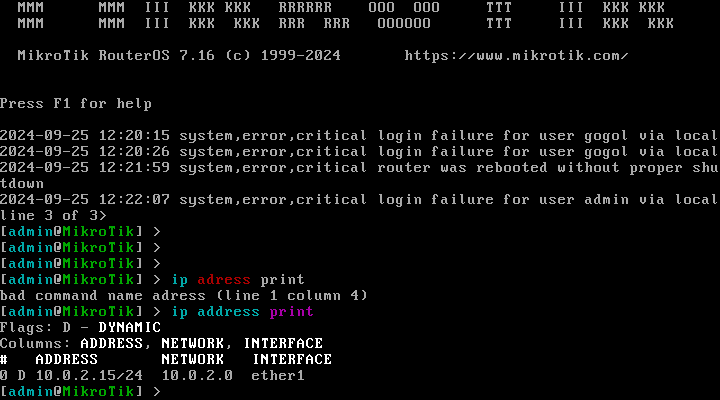 MMM      MMM  III  KKK KKK   RRRRRR    OOO  OOO     TTT     III  KKK KKK
MMM      MMM  III  KKK  KKK  RRR  RRR   OOOOOO      TTT     III  KKK  KKK
MikroTik RouterOS 7.16 (c) 1999-2024       https://www.mikrotik.com/
Press F1 for help
2024-09-25 12:20:15 system,error,critical login failure for user gogol via local
2024-09-25 12:20:26 system,error,critical login failure for user gogol via local
2024-09-25 12:21:59 system,error,critical router was rebooted without proper shu
tdown
2024-09-25 12:22:07 system,error,critical login failure for user admin via local
line 3 of 3>
[admin@MikroTik] >
[admin@MikroTik] >
[admin@MikroTik] >
[admin@MikroTik] > ip adress print
bad command name adress (line 1 column 4)
[admin@MikroTik] > ip address print
Flags: D - DYNAMIC
Columns: ADDRESS, NETWORK, INTERFACE
#   ADDRESS       NETWORK   INTERFACE
0 D 10.0.2.15/24  10.0.2.0  ether1
[admin@MikroTik] >